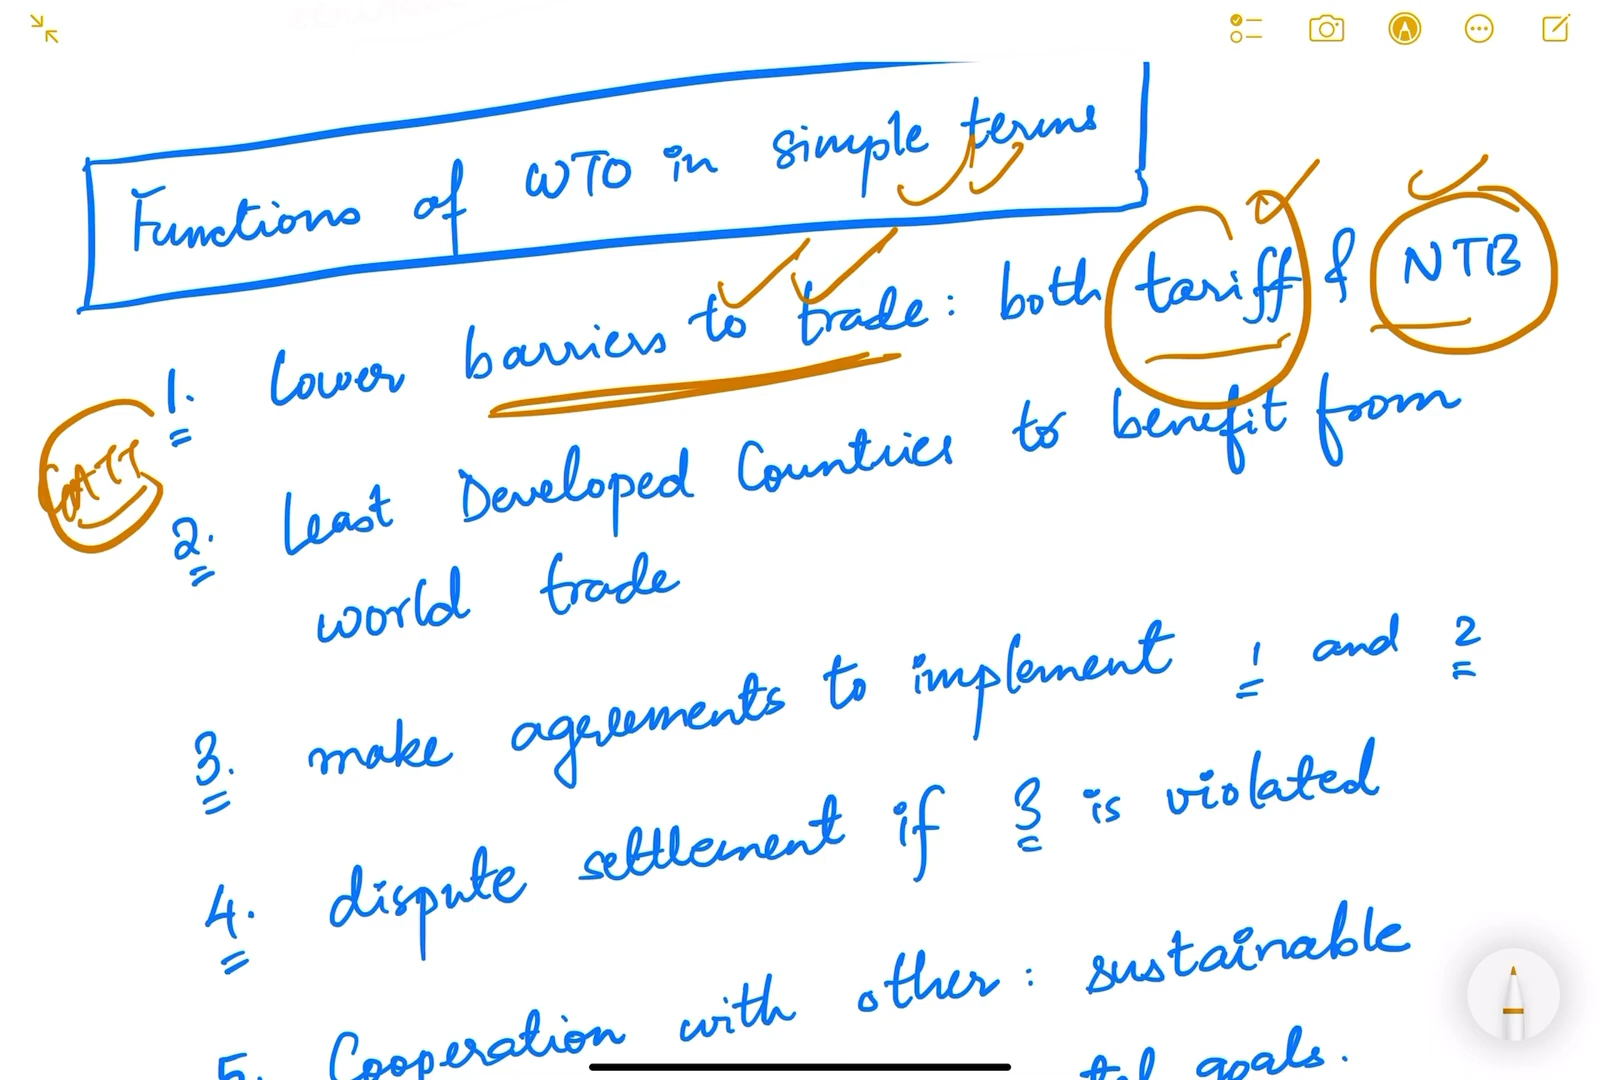 Functions of WTO in simple terms
1. Lower barriers to trade: both tariff & NTB
GATT
2. Least Developed Countries to benefit from
world trade
3. make agreements to implement 1 and 2
4. dispute settlement if 3 is violated
5. Cooperation with other: sustainable
goals.